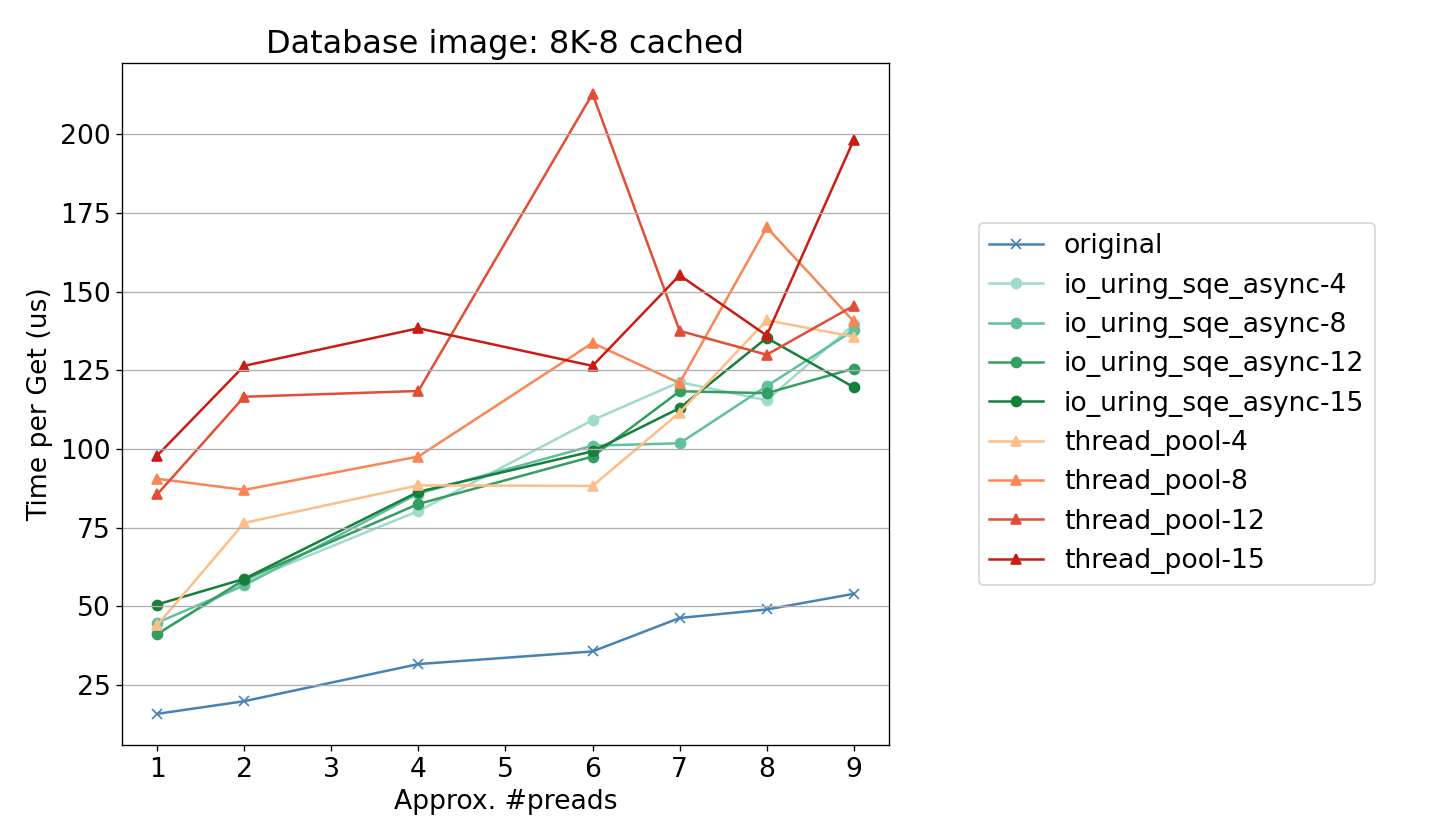 Database image: 8K-8 cached
Time per Get (us)
200
175
150
125
100
75
50
25
1 2 3 4 5 6 7 8 9
Approx. #preads
original
io_uring_sqe_async-4
io_uring_sqe_async-8
io_uring_sqe_async-12
io_uring_sqe_async-15
thread_pool-4
thread_pool-8
thread_pool-12
thread_pool-15